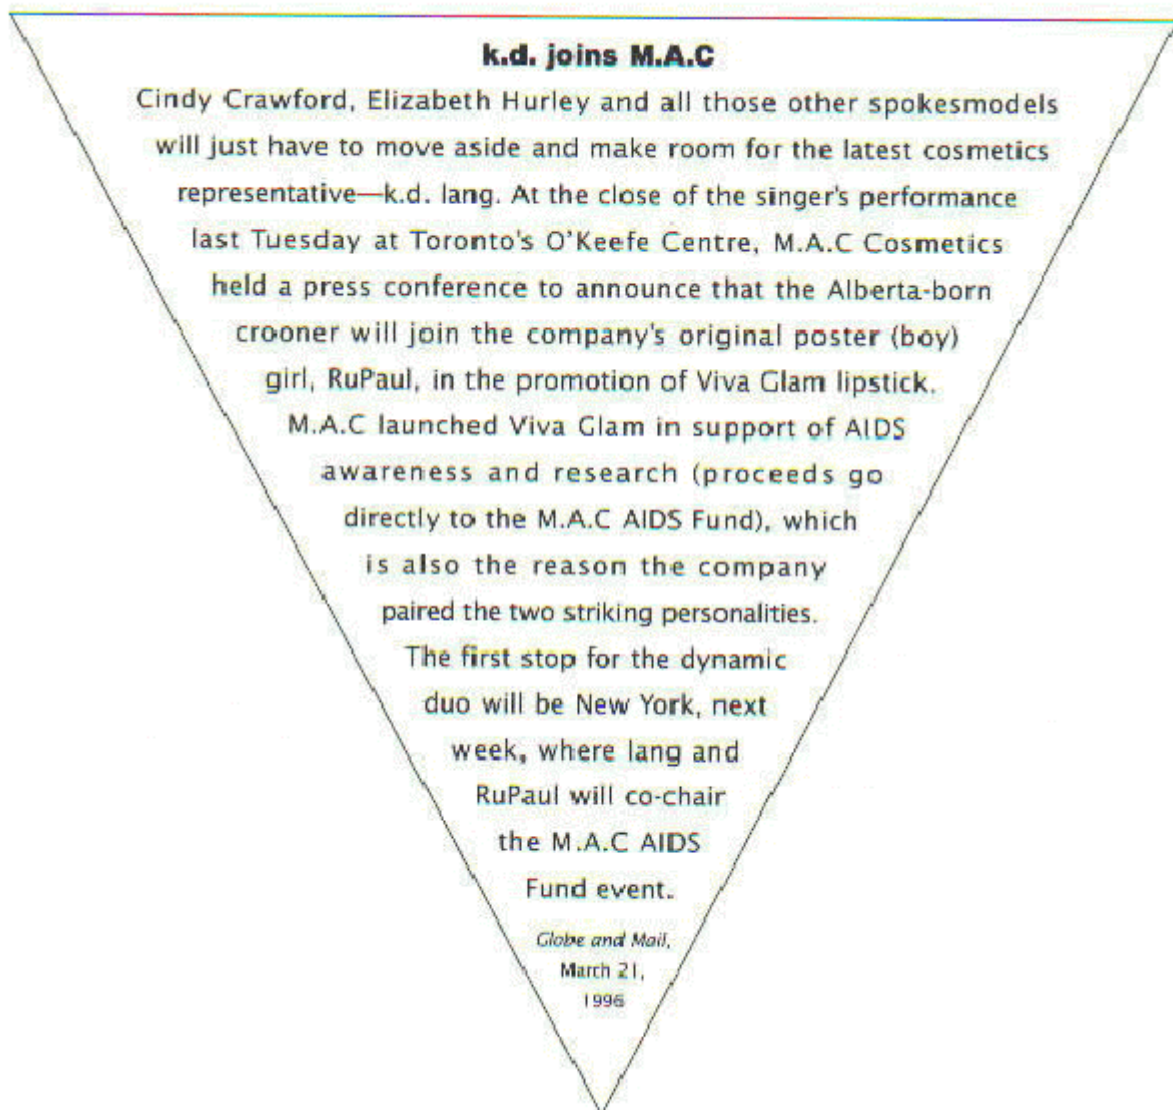 k.d. joins M.A.C
Cindy Crawford, Elizabeth Hurley and all those other spokesmodels
will just have to move aside and make room for the latest cosmetics
representative—k.d. lang. At the close of the singer's performance
last Tuesday at Toronto's O'Keefe Centre, M.A.C Cosmetics
held a press conference to announce that the Alberta-born
crooner will join the company's original poster (boy)
girl, RuPaul, in the promotion of Viva Glam lipstick.
M.A.C launched Viva Glam in support of AIDS
awareness and research (proceeds go
directly to the M.A.C AIDS Fund), which
is also the reason the company
paired the two striking personalities.
The first stop for the dynamic
duo will be New York, next
week, where lang and
RuPaul will co-chair
the M.A.C AIDS
Fund event.
Globe and Mail,
March 21,
1996